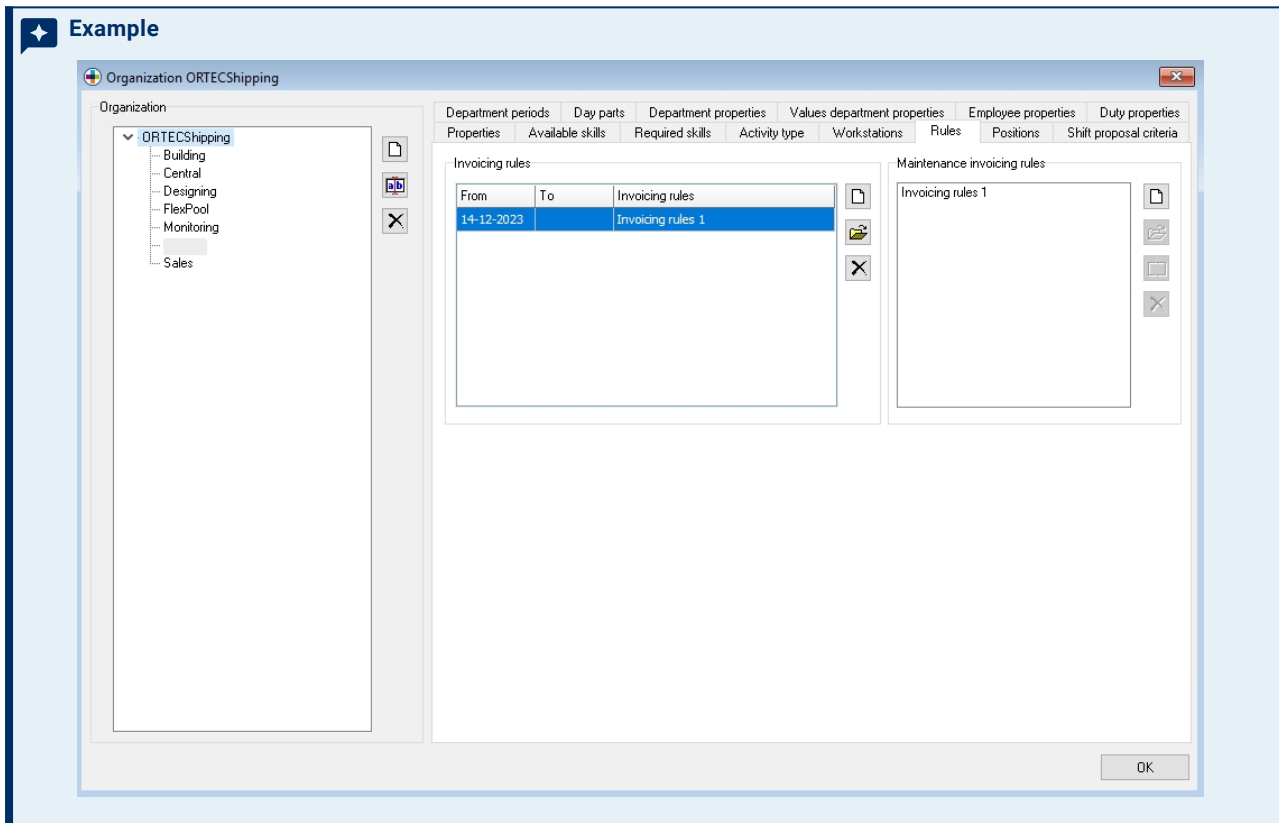 Example
Organization ORTECShipping
Organization
ORTECShipping
Building
Central
Designing
FlexPool
Monitoring
Sales
Department periods Day parts Department properties Values department properties Employee properties Duty properties
Properties Available skills Required skills Activity type Workstations Rules Positions Shift proposal criteria
Invoicing rules
From To Invoicing rules
14-12-2023 Invoicing rules 1
Maintenance invoicing rules
Invoicing rules 1
OK